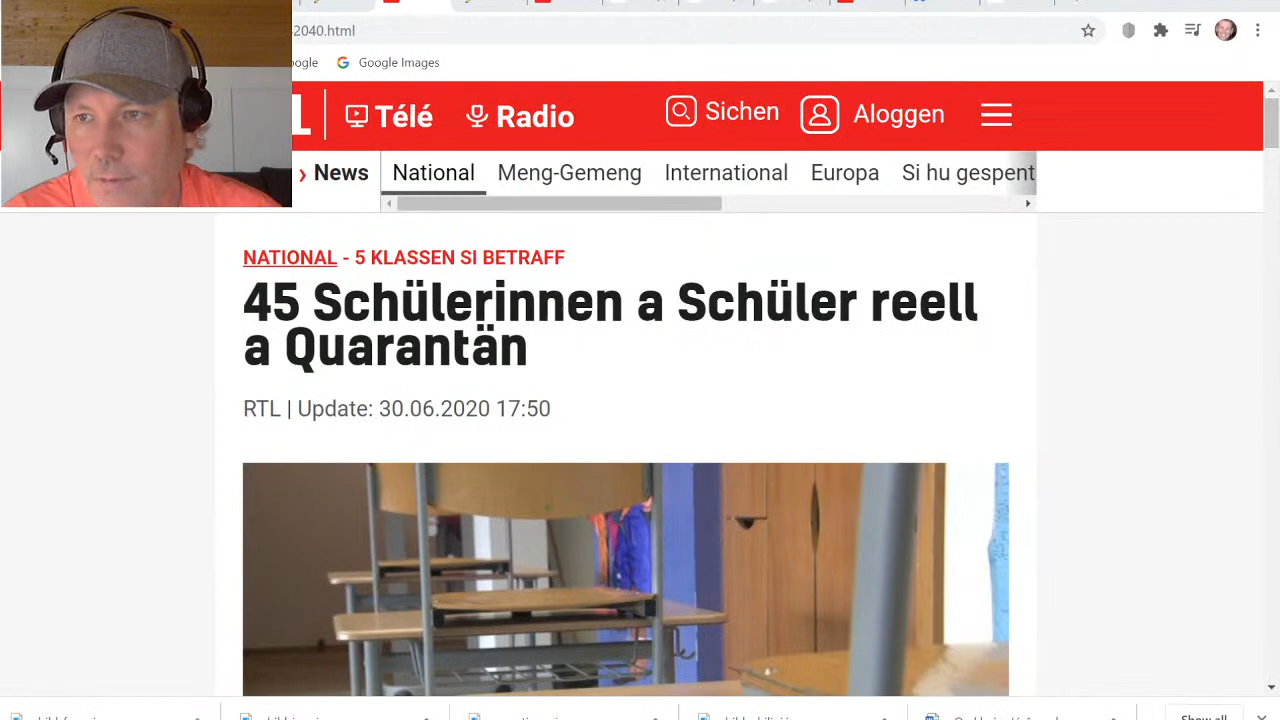 2040.html
Google Images
Télé Radio Sichen Aloggen
› News National Meng-Gemeng International Europa Si hu gespent
NATIONAL - 5 KLASSEN SI BETRAFF
45 Schülerinnen a Schüler reell
a Quarantän
RTL | Update: 30.06.2020 17:50
Show all